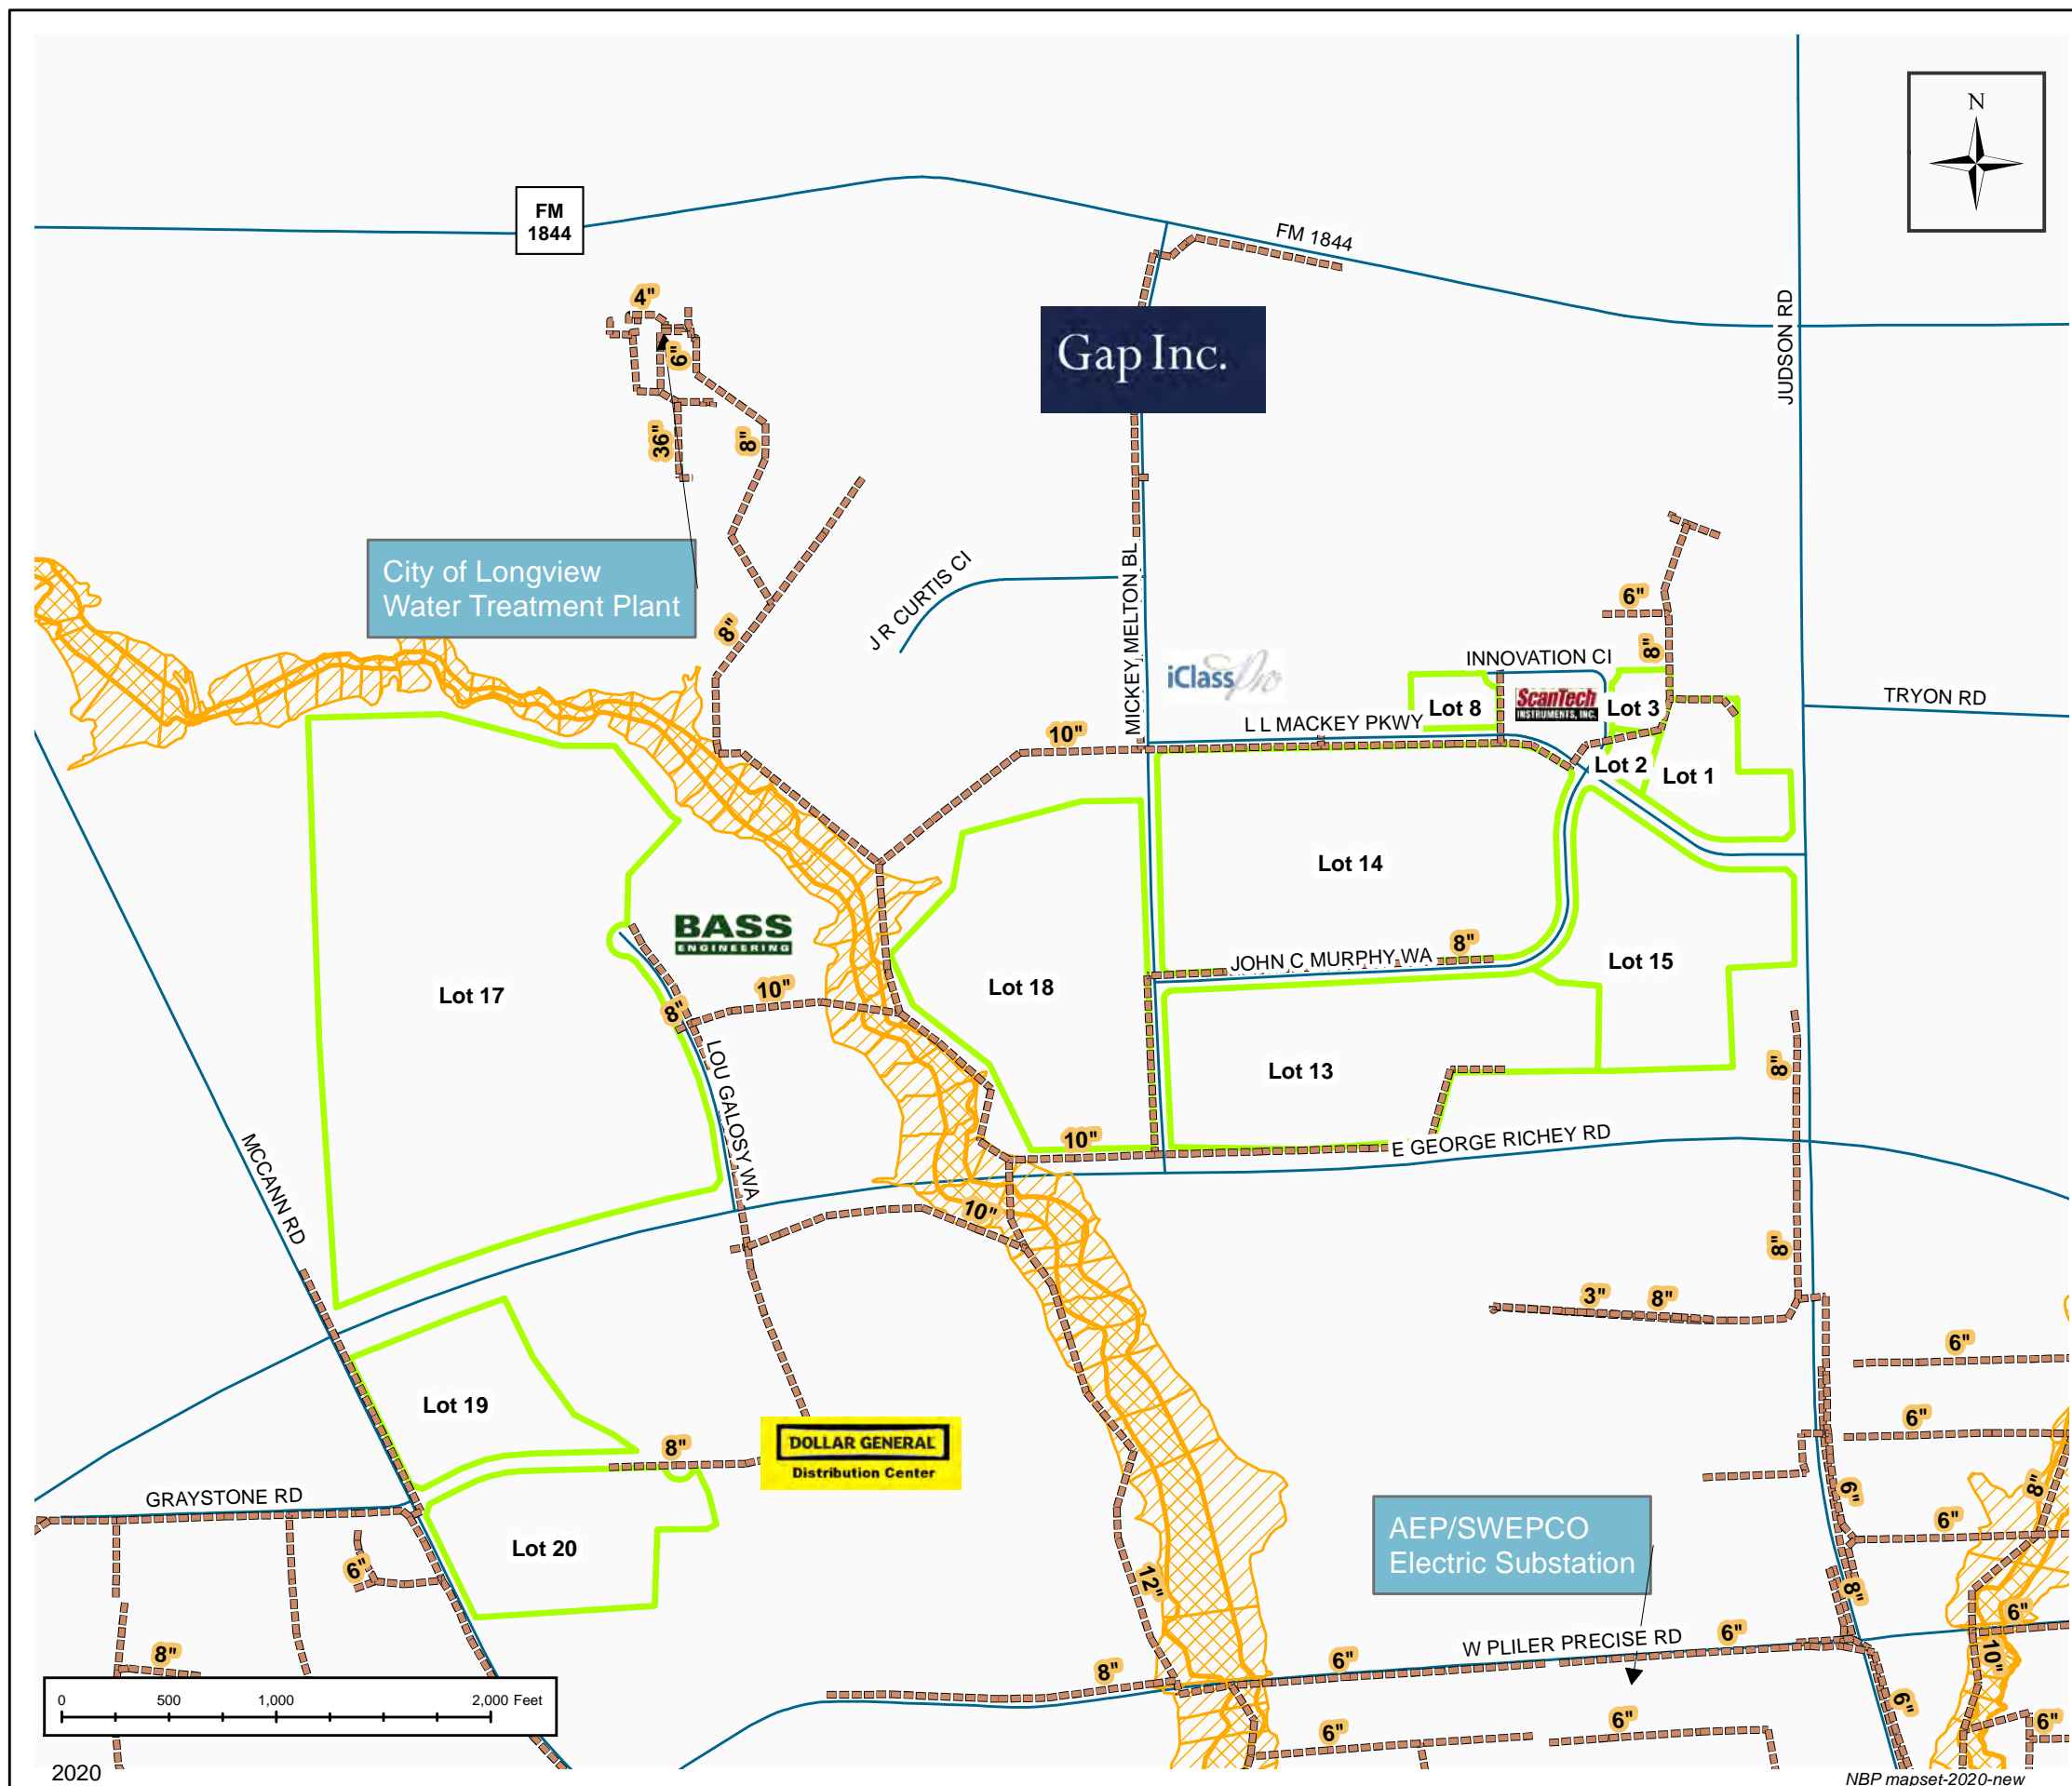 N
FM
1844
FM 1844
JUDSON RD
4"
6"
36"
8"
Gap Inc.
City of Longview
Water Treatment Plant
8"
J R CURTIS CI
MICKEY MELTON BL
iClassPro
6"
8"
INNOVATION CI
ScanTech
INSTRUMENTS, INC.
Lot 8
Lot 3
TRYON RD
L L MACKEY PKWY
10"
Lot 2
Lot 1
Lot 14
BASS
ENGINEERING
8"
JOHN C MURPHY WA
Lot 15
Lot 17
10"
Lot 18
8"
LOU GALOSY WA
Lot 13
8"
10"
E GEORGE RICHEY RD
MCCANN RD
10"
8"
3"
8"
6"
Lot 19
6"
DOLLAR GENERAL
Distribution Center
8"
GRAYSTONE RD
6"
8"
6"
AEP/SWEPCO
Electric Substation
Lot 20
6"
12"
8"
6"
8"
W PLILER PRECISE RD
6"
6"
8"
10"
6"
0 500 1,000 2,000 Feet
6"
6"
6"
2020
NBP mapset-2020-new